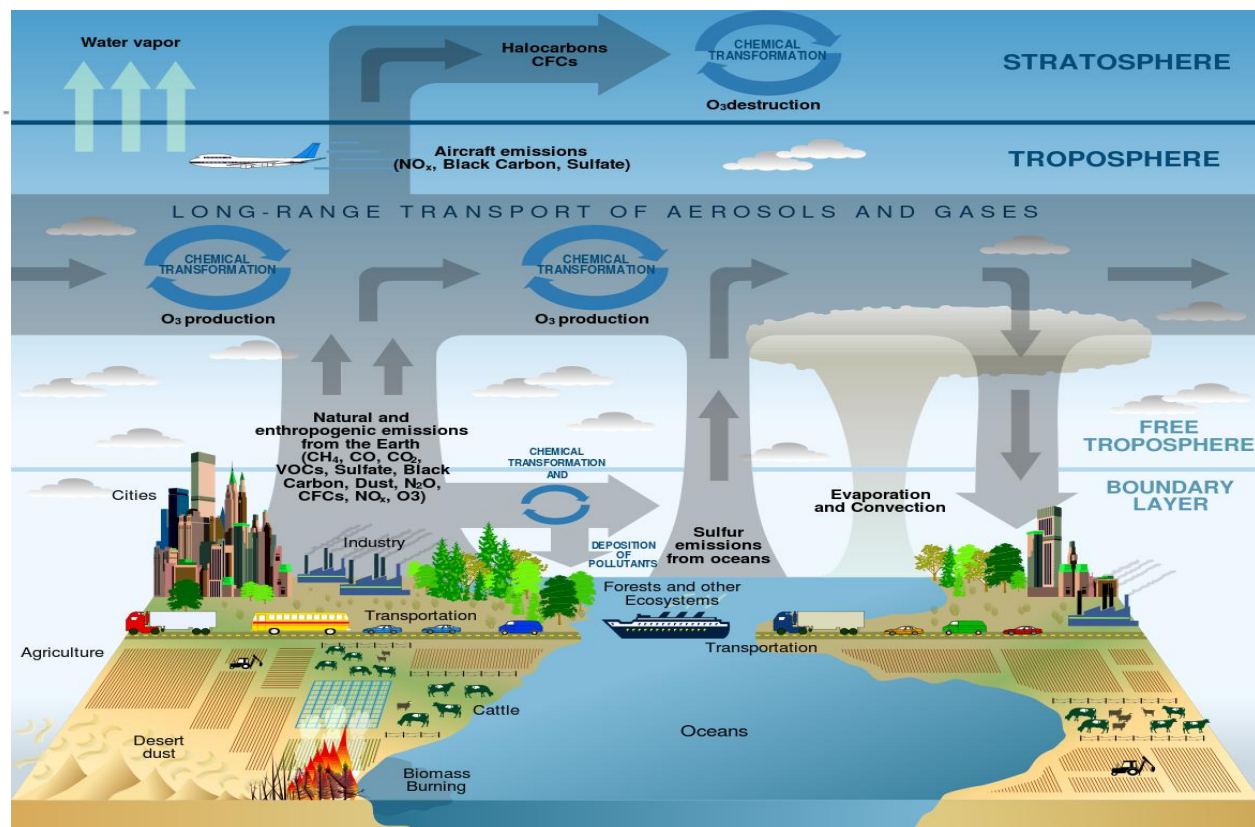 Water vapor
Halocarbons
CFCs
CHEMICAL
TRANSFORMATION
O₃destruction
STRATOSPHERE
Aircraft emissions
(NOₓ, Black Carbon, Sulfate)
TROPOSPHERE
LONG-RANGE TRANSPORT OF AEROSOLS AND GASES
CHEMICAL
TRANSFORMATION
O₃ production
CHEMICAL
TRANSFORMATION
O₃ production
Natural and
enthropogenic emissions
from the Earth
(CH₄, CO, CO₂,
VOCs, Sulfate, Black
Carbon, Dust, N₂O,
CFCs, NOₓ, O3)
CHEMICAL
TRANSFORMATION
AND
DEPOSITION
OF
POLLUTANTS
FREE
TROPOSPHERE
BOUNDARY
LAYER
Cities
Industry
Sulfur
emissions
from oceans
Evaporation
and Convection
Forests and other
Ecosystems
Transportation
Transportation
Agriculture
Cattle
Oceans
Desert
dust
Biomass
Burning